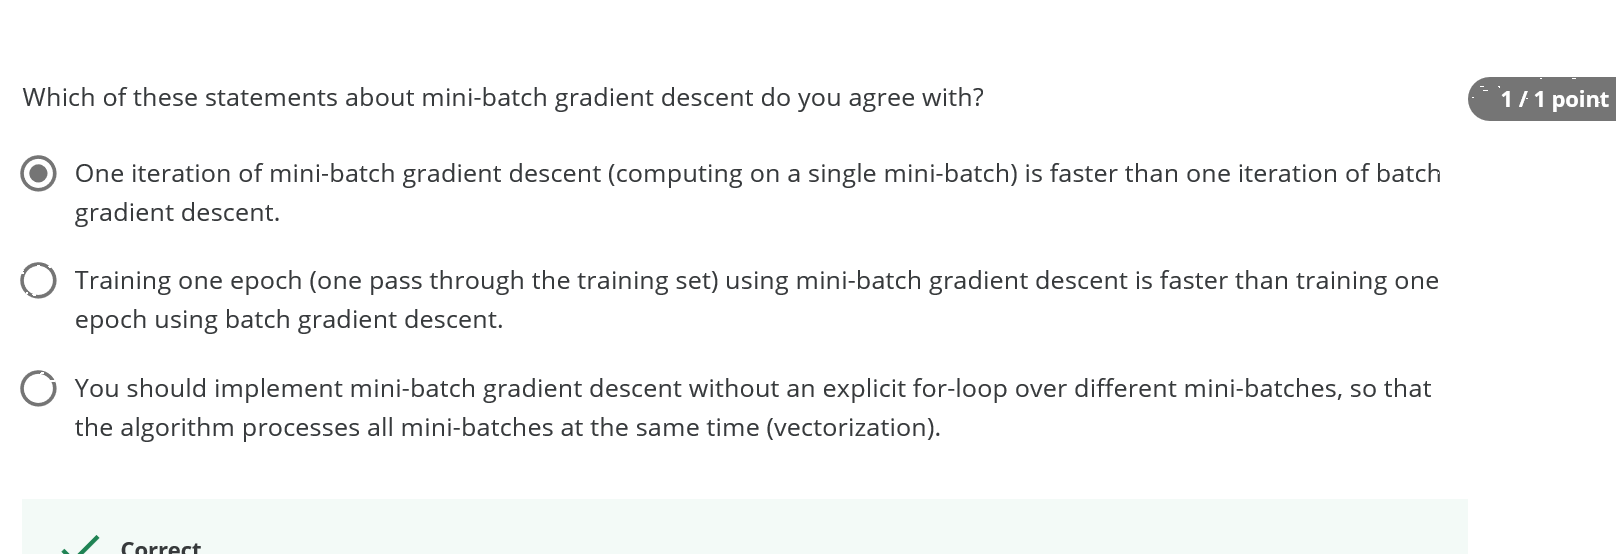 Which of these statements about mini-batch gradient descent do you agree with?
1 / 1 point
One iteration of mini-batch gradient descent (computing on a single mini-batch) is faster than one iteration of batch
gradient descent.
Training one epoch (one pass through the training set) using mini-batch gradient descent is faster than training one
epoch using batch gradient descent.
You should implement mini-batch gradient descent without an explicit for-loop over different mini-batches, so that
the algorithm processes all mini-batches at the same time (vectorization).
Correct